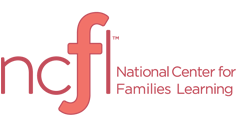 ncfl™
National Center for
Families Learning